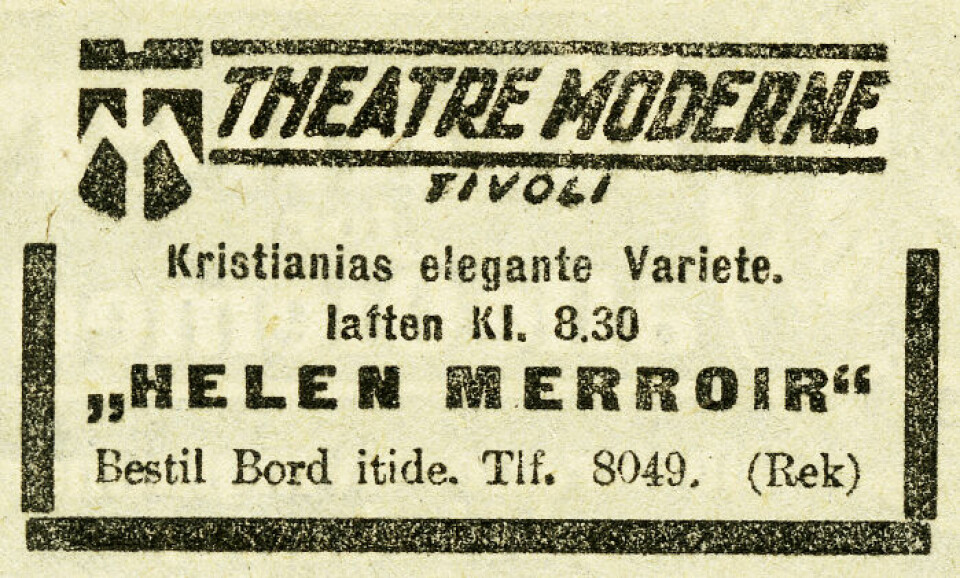 THEATRE MODERNE
TIVOLI
Kristianias elegante Variete.
Iaften Kl. 8.30
„HELEN MERROIR“
Bestil Bord itide. Tlf. 8049. (Rek)